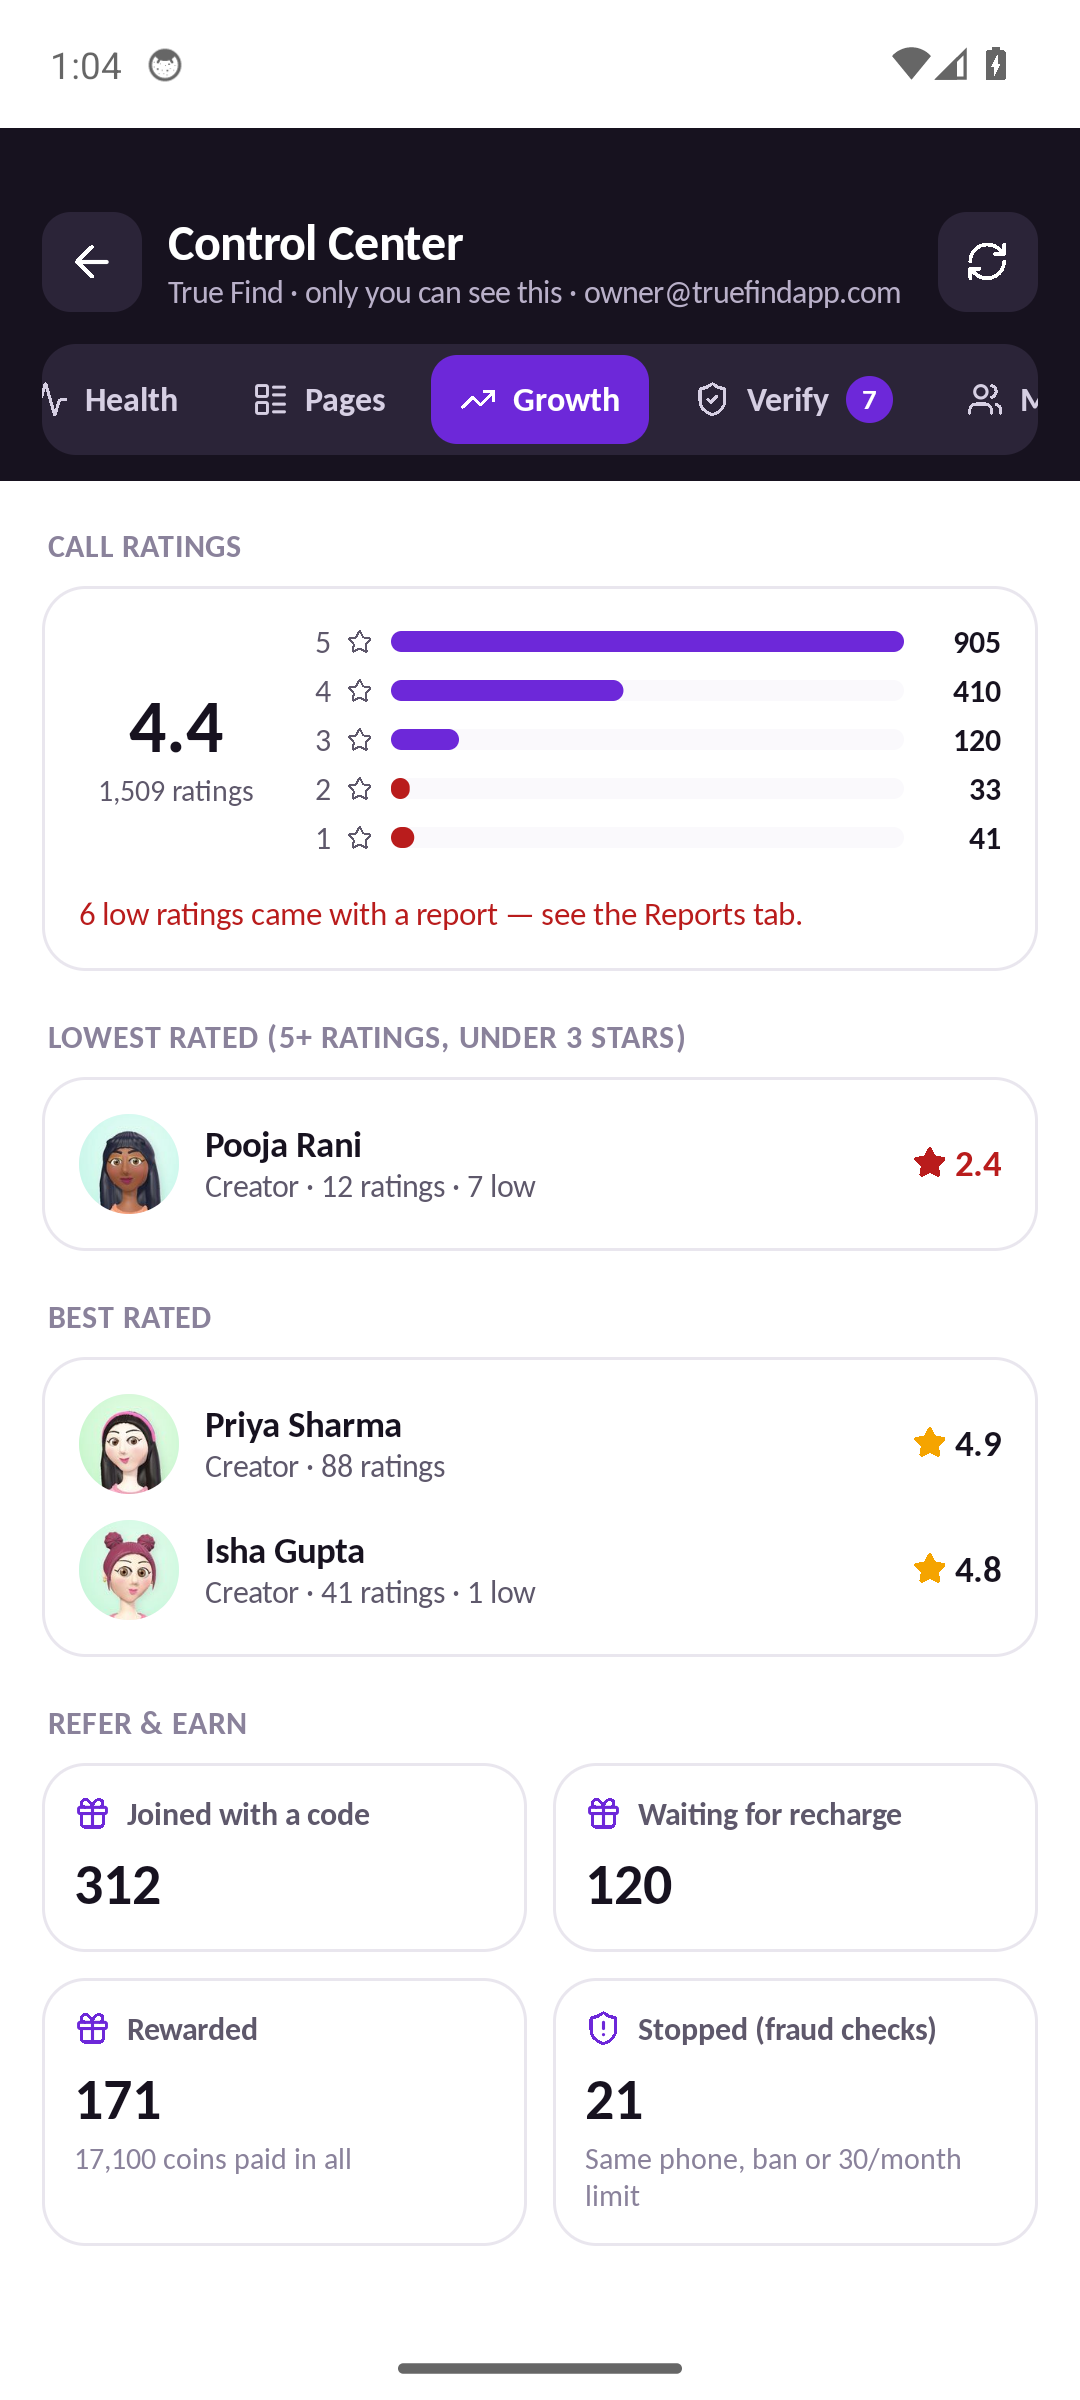 1:04
Control Center
True Find · only you can see this · owner@truefindapp.com
Health
Pages
Growth
Verify 7
CALL RATINGS
5 905
4 410
4.4
3 120
1,509 ratings
2 33
1 41
6 low ratings came with a report — see the Reports tab.
LOWEST RATED (5+ RATINGS, UNDER 3 STARS)
Pooja Rani
Creator · 12 ratings · 7 low
2.4
BEST RATED
Priya Sharma
Creator · 88 ratings
4.9
Isha Gupta
Creator · 41 ratings · 1 low
4.8
REFER & EARN
Joined with a code
312
Waiting for recharge
120
Rewarded
171
17,100 coins paid in all
Stopped (fraud checks)
21
Same phone, ban or 30/month
limit